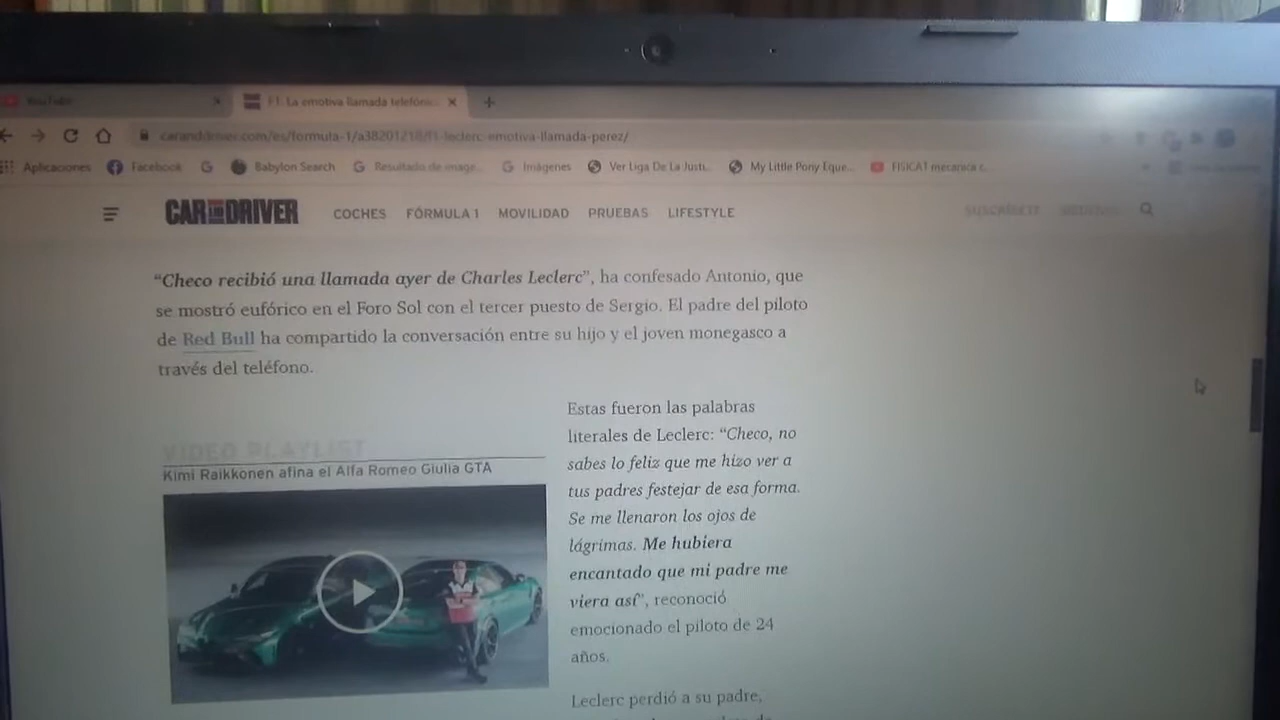 YouTube
F1: La emotiva llamada telefónic...
caranddriver.com/es/formula-1/a38201218/f1-leclerc-emotiva-llamada-perez/
Aplicaciones Facebook Babylon Search Resultado de image... Imágenes Ver Liga De La Justi... My Little Pony Eque... FISICAT mecanica c...
CAR AND DRIVER COCHES FÓRMULA 1 MOVILIDAD PRUEBAS LIFESTYLE SUSCRÍBETE
“Checo recibió una llamada ayer de Charles Leclerc”, ha confesado Antonio, que
se mostró eufórico en el Foro Sol con el tercer puesto de Sergio. El padre del piloto
de Red Bull ha compartido la conversación entre su hijo y el joven monegasco a
través del teléfono.
VIDEO PLAYLIST
Kimi Raikkonen afina el Alfa Romeo Giulia GTA
Estas fueron las palabras
literales de Leclerc: “Checo, no
sabes lo feliz que me hizo ver a
tus padres festejar de esa forma.
Se me llenaron los ojos de
lágrimas. Me hubiera
encantado que mi padre me
viera así”, reconoció
emocionado el piloto de 24
años.
Leclerc perdió a su padre,